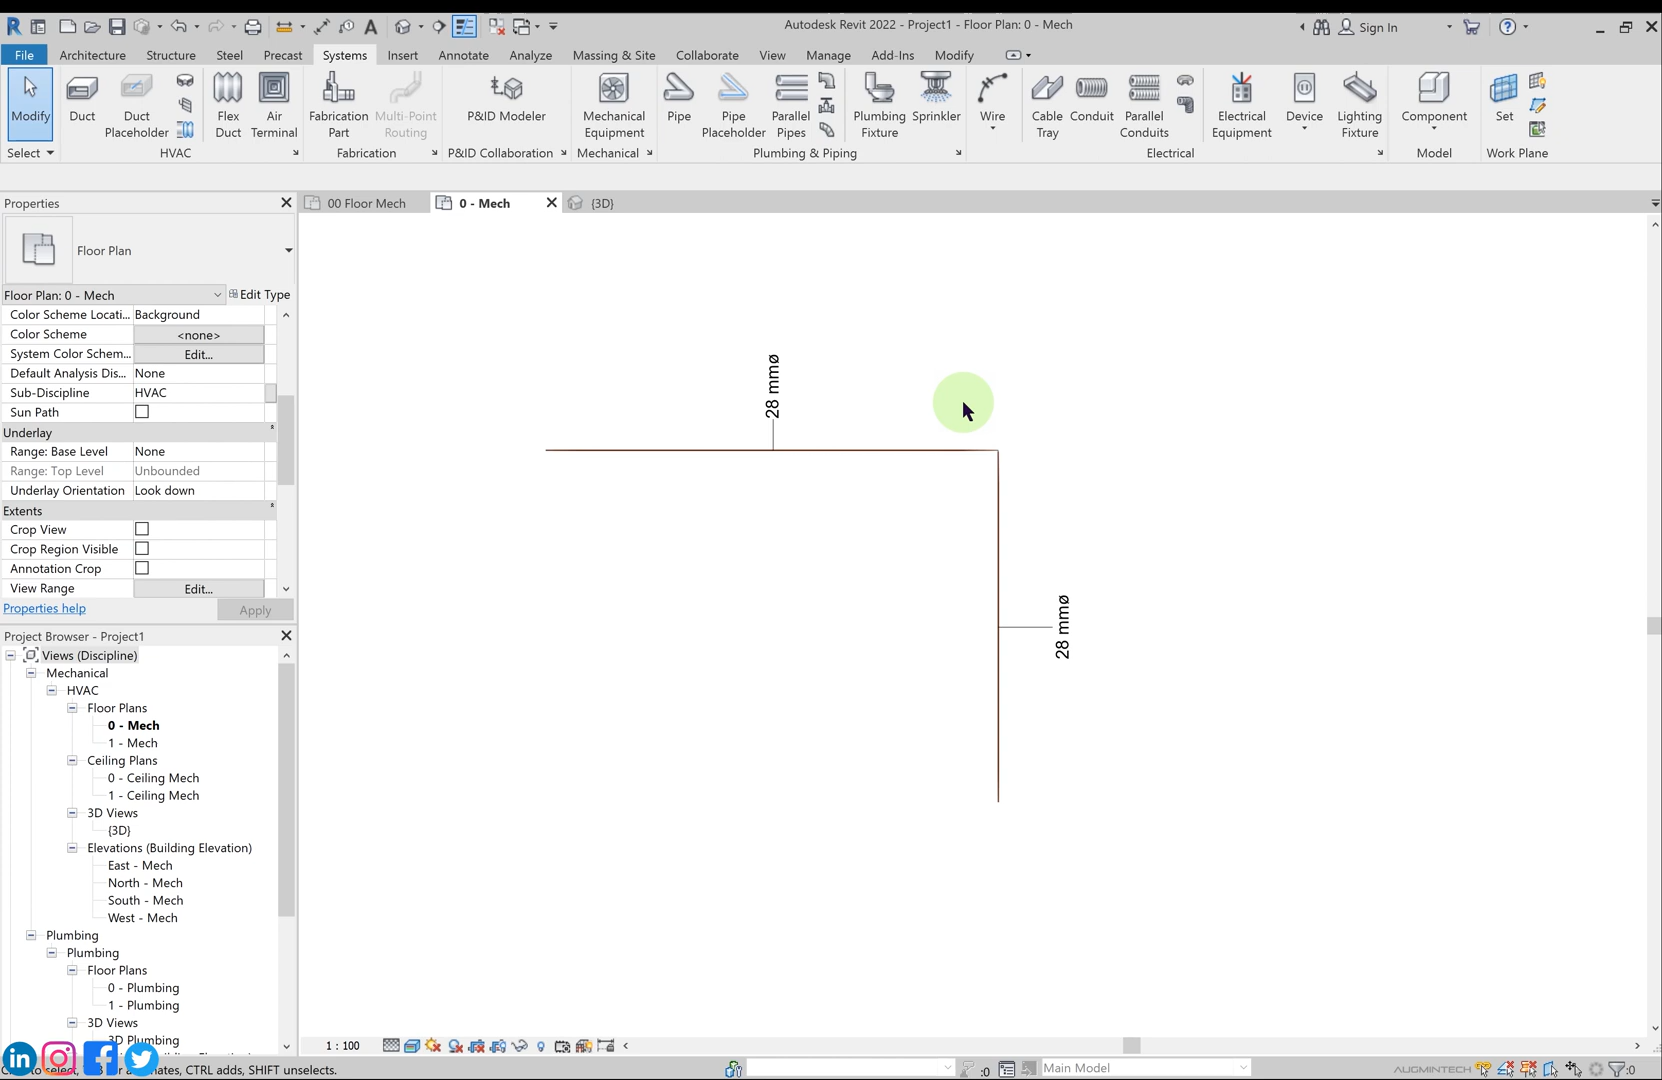 Autodesk Revit 2022 - Project1 - Floor Plan: 0 - Mech
Sign In
File Architecture Structure Steel Precast Systems Insert Annotate Analyze Massing & Site Collaborate View Manage Add-Ins Modify
Modify
Duct
Duct Placeholder
Flex Duct
Air Terminal
Fabrication Part
Multi-Point Routing
P&ID Modeler
Mechanical Equipment
Pipe
Pipe Placeholder
Parallel Pipes
Plumbing Fixture
Sprinkler
Wire
Cable Tray
Conduit
Parallel Conduits
Electrical Equipment
Device
Lighting Fixture
Component
Set
Select HVAC Fabrication P&ID Collaboration Mechanical Plumbing & Piping Electrical Model Work Plane
Properties
00 Floor Mech
0 - Mech
{3D}
Floor Plan
Floor Plan: 0 - Mech Edit Type
Color Scheme Locati... Background
Color Scheme <none>
System Color Schem... Edit...
Default Analysis Dis... None
Sub-Discipline HVAC
Sun Path
Underlay
Range: Base Level None
Range: Top Level Unbounded
Underlay Orientation Look down
Extents
Crop View
Crop Region Visible
Annotation Crop
View Range Edit...
Properties help Apply
28 mmø
28 mmø
Project Browser - Project1
Views (Discipline)
Mechanical
HVAC
Floor Plans
0 - Mech
1 - Mech
Ceiling Plans
0 - Ceiling Mech
1 - Ceiling Mech
3D Views
{3D}
Elevations (Building Elevation)
East - Mech
North - Mech
South - Mech
West - Mech
Plumbing
Plumbing
Floor Plans
0 - Plumbing
1 - Plumbing
3D Views
3D Plumbing
1 : 100
CTRL adds, SHIFT unselects.
:0
Main Model
AUGMINTECH
:0